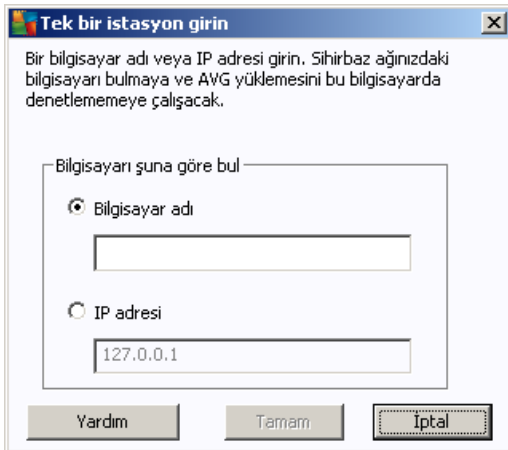 Tek bir istasyon girin
Bir bilgisayar adı veya IP adresi girin. Sihirbaz ağınızdaki
bilgisayarı bulmaya ve AVG yüklemesini bu bilgisayarda
denetlememeye çalışacak.
Bilgisayarı şuna göre bul
Bilgisayar adı
IP adresi
127.0.0.1
Yardım
Tamam
İptal